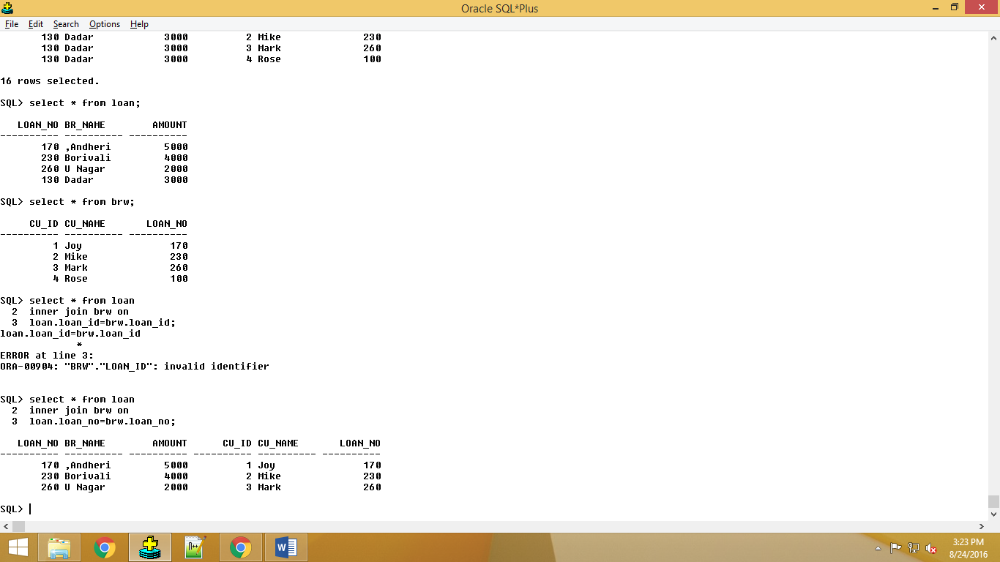 Oracle SQL*Plus
File Edit Search Options Help
130 Dadar 3000 2 Mike 230
130 Dadar 3000 3 Mark 260
130 Dadar 3000 4 Rose 100
16 rows selected.
SQL> select * from loan;
LOAN_NO BR_NAME AMOUNT
---------- ---------- ----------
170 ,Andheri 5000
230 Borivali 4000
260 U Nagar 2000
130 Dadar 3000
SQL> select * from brw;
CU_ID CU_NAME LOAN_NO
---------- ---------- ----------
1 Joy 170
2 Mike 230
3 Mark 260
4 Rose 100
SQL> select * from loan
2 inner join brw on
3 loan.loan_id=brw.loan_id;
loan.loan_id=brw.loan_id
*
ERROR at line 3:
ORA-00904: "BRW"."LOAN_ID": invalid identifier
SQL> select * from loan
2 inner join brw on
3 loan.loan_no=brw.loan_no;
LOAN_NO BR_NAME AMOUNT CU_ID CU_NAME LOAN_NO
---------- ---------- ---------- ---------- ---------- ----------
170 ,Andheri 5000 1 Joy 170
230 Borivali 4000 2 Mike 230
260 U Nagar 2000 3 Mark 260
SQL>
3:23 PM
8/24/2016